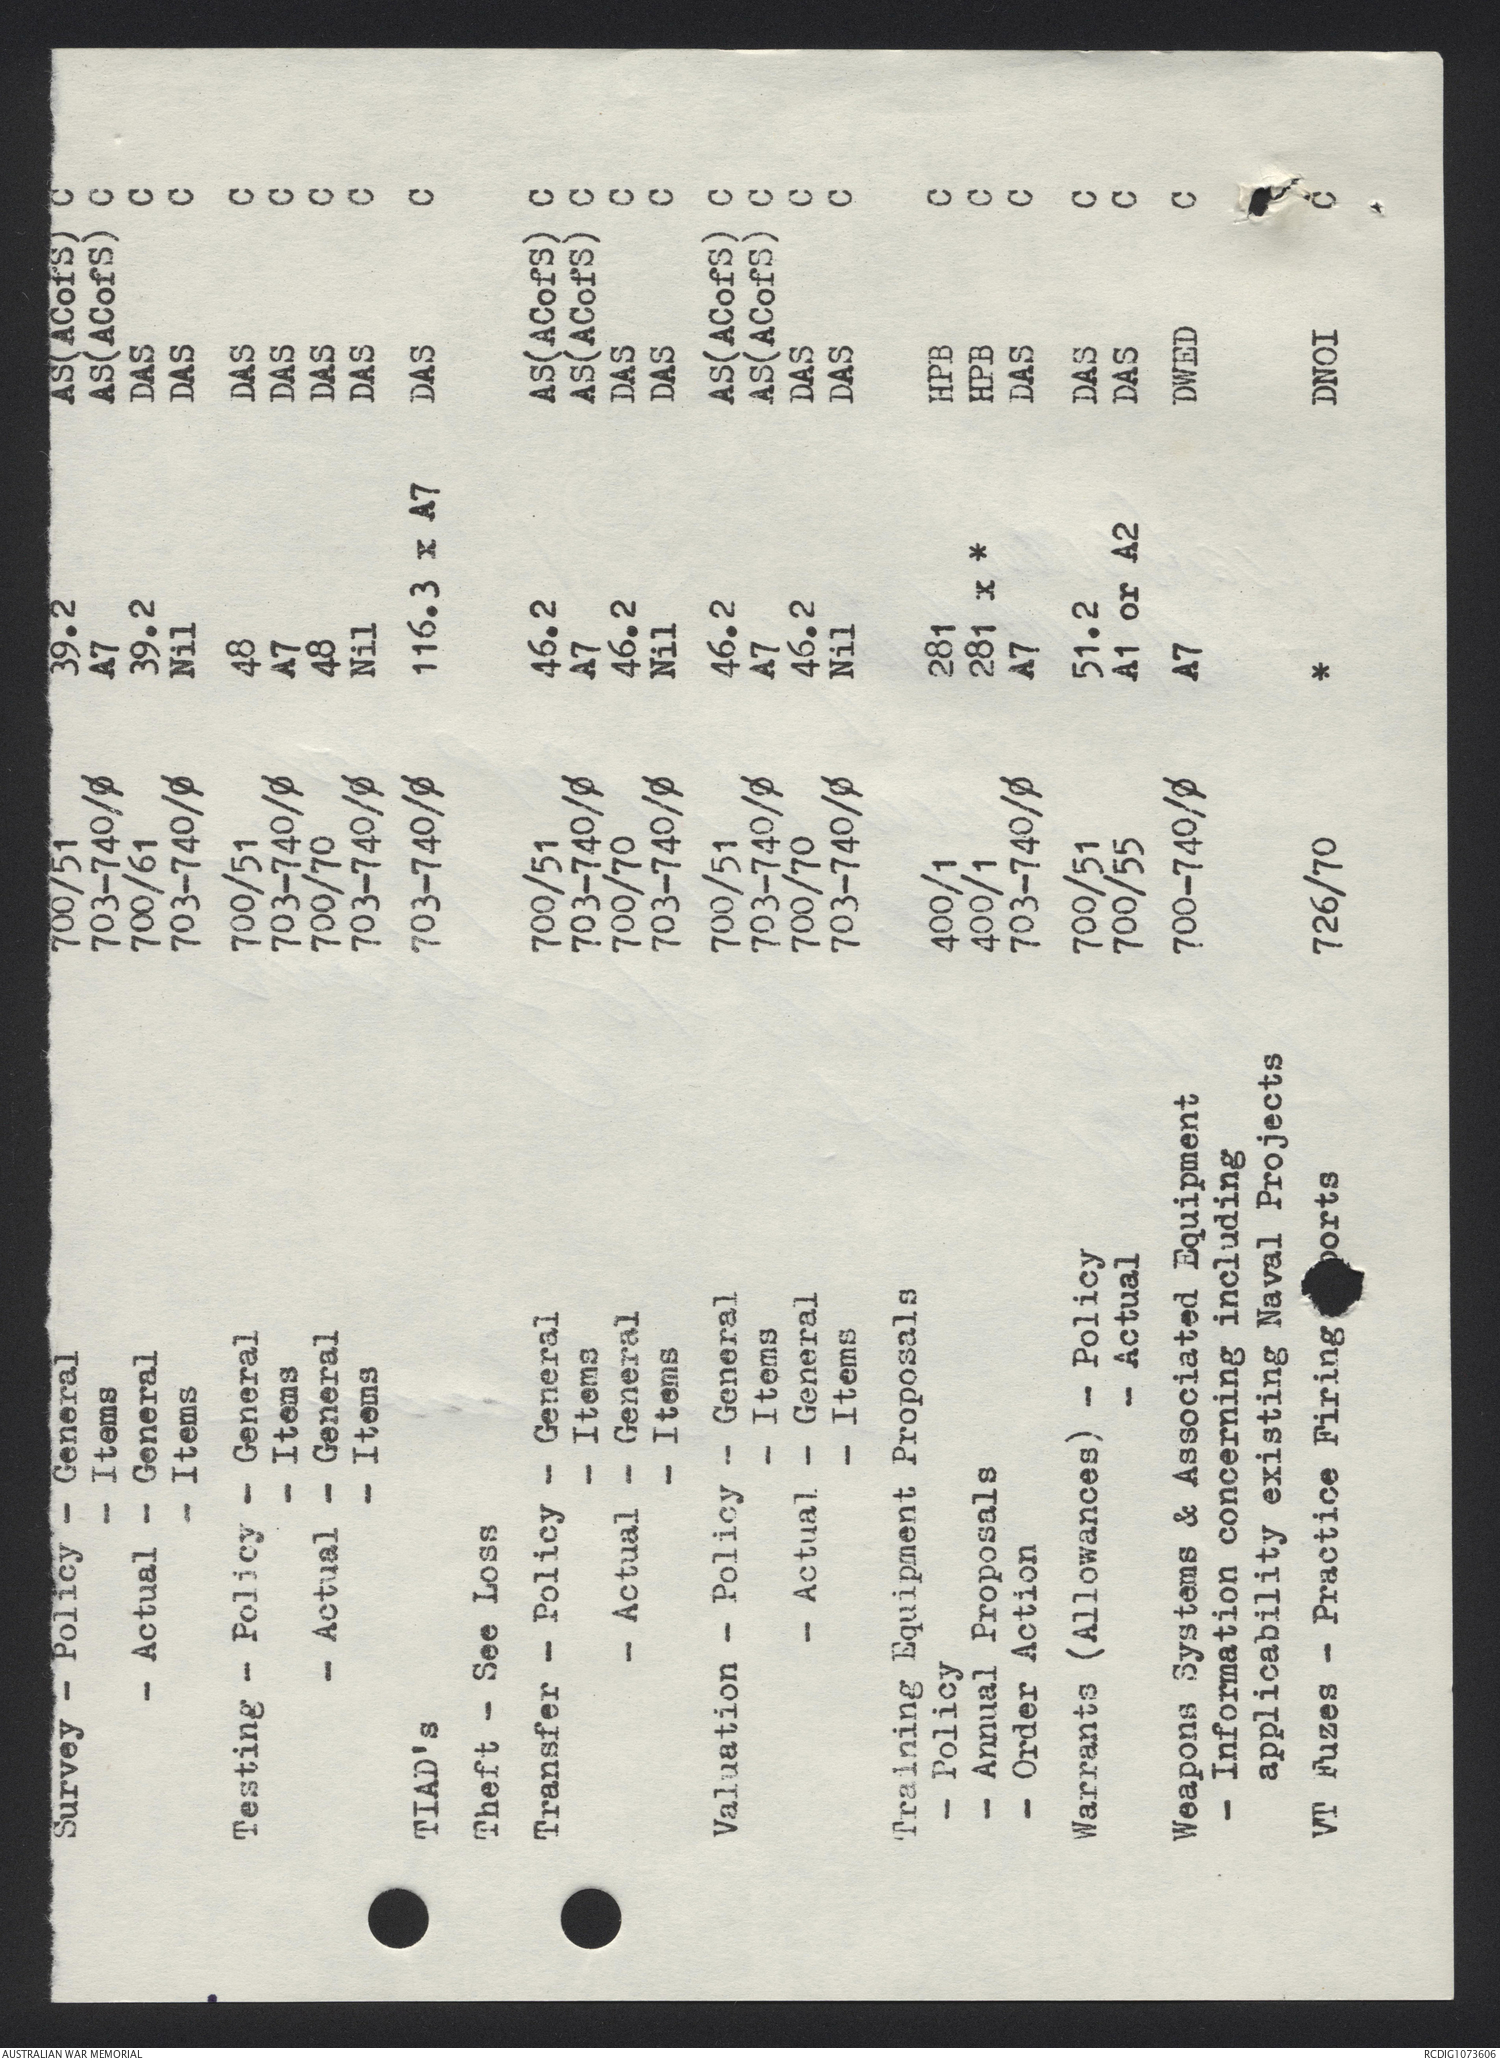 Survey - Policy - General 700/51 39.2 AS(ACofS) C
- Items 703-740/Ø A7 AS(ACofS) C
- Actual - General 700/61 39.2 DAS C
- Items 703-740/Ø Nil DAS C
Testing - Policy - General 700/51 48 DAS C
- Items 703-740/Ø A7 DAS C
- Actual - General 700/70 48 DAS C
- Items 703-740/Ø Nil DAS C
TIAD's 703-740/Ø 116.3 x A7 DAS C
Theft - See Loss
Transfer - Policy - General 700/51 46.2 AS(ACofS) C
- Items 703-740/Ø A7 AS(ACofS) C
- Actual - General 700/70 46.2 DAS C
- Items 703-740/Ø Nil DAS C
Valuation - Policy - General 700/51 46.2 AS(ACofS) C
- Items 703-740/Ø A7 AS(ACofS) C
- Actual - General 700/70 46.2 DAS C
- Items 703-740/Ø Nil DAS C
Training Equipment Proposals
- Policy 400/1 281 HPB C
- Annual Proposals 400/1 281 x * HPB C
- Order Action 703-740/Ø A7 DAS C
Warrants (Allowances) - Policy 700/51 51.2 DAS C
- Actual 700/55 A1 or A2 DAS C
Weapons Systems & Associated Equipment 700-740/Ø A7 DWED C
- Information concerning including
applicability existing Naval Projects
VT Fuzes - Practice Firing ports 726/70 * DNOI C
AUSTRALIAN WAR MEMORIAL
RCDIG1073606